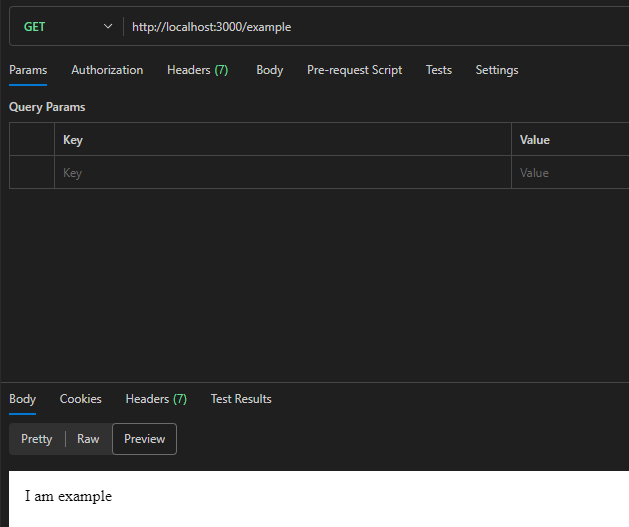 GET http://localhost:3000/example
Params Authorization Headers (7) Body Pre-request Script Tests Settings
Query Params
Key Value
Key Value
Body Cookies Headers (7) Test Results
Pretty Raw Preview
I am example